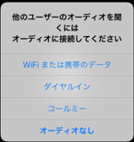 他のユーザーのオーディオを聞
くには
オーディオに接続してください
WiFi または携帯のデータ
ダイヤルイン
コールミー
オーディオなし